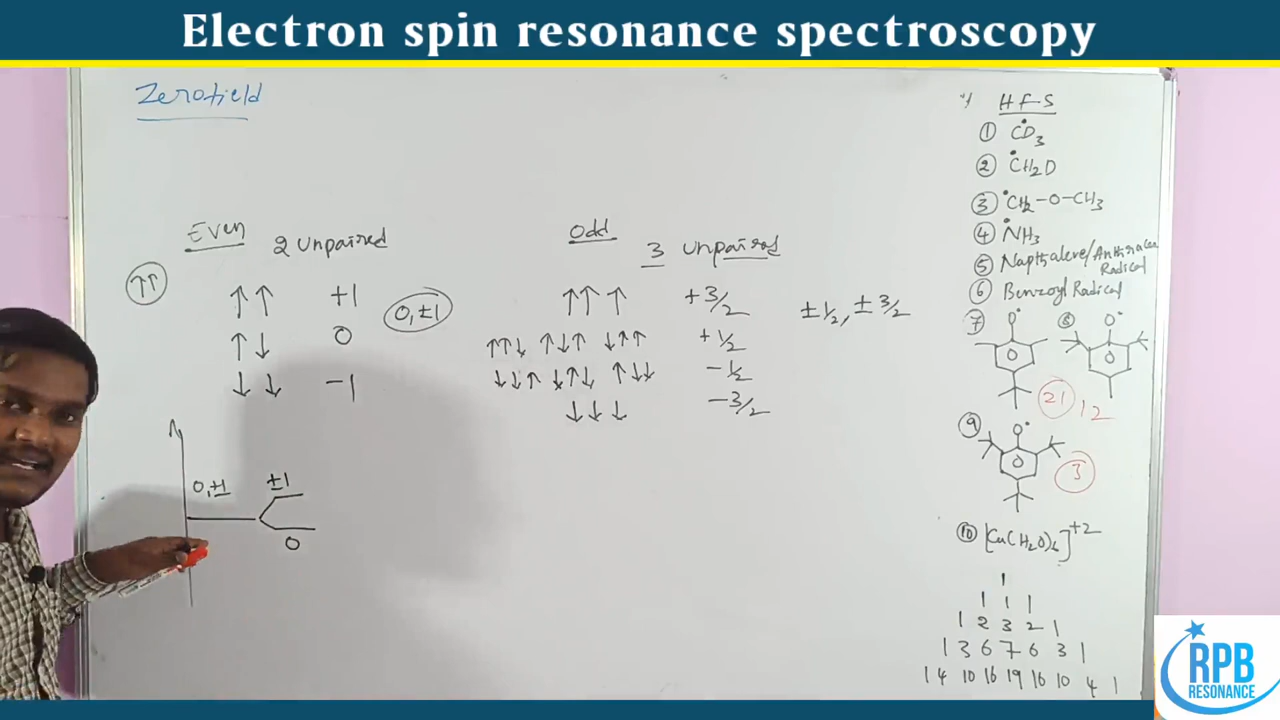 Electron spin resonance spectroscopy
Zerofield
Even 2 unpaired
↑↑
↑ ↑ +1
↑ ↓ 0
↓ ↓ -1
0, ±1
Odd
3 unpaired
↑↑ ↑ +3/2
↑↑↓ ↑↓↑ ↓↑↑ +1/2
↓↓↑ ↓↑↓ ↑↓↓ -1/2
↓↓↓ -3/2
±1/2, ±3/2
0, ±1
±1
0
HFS
① ĊD3
② ĊH2D
③ ĊH2-O-CH3
④ ṄH3
⑤ Napthalene/Anthracene
Radical
⑥ Benzoyl Radical
⑦ O• ⑧ O•
21 12
⑨ O•
3
⑩ [Cu(H2O)6]+2
1
1 1 1
1 2 3 2 1
1 3 6 7 6 3 1
1 4 10 16 19 16 10 4 1
RPB
RESONANCE